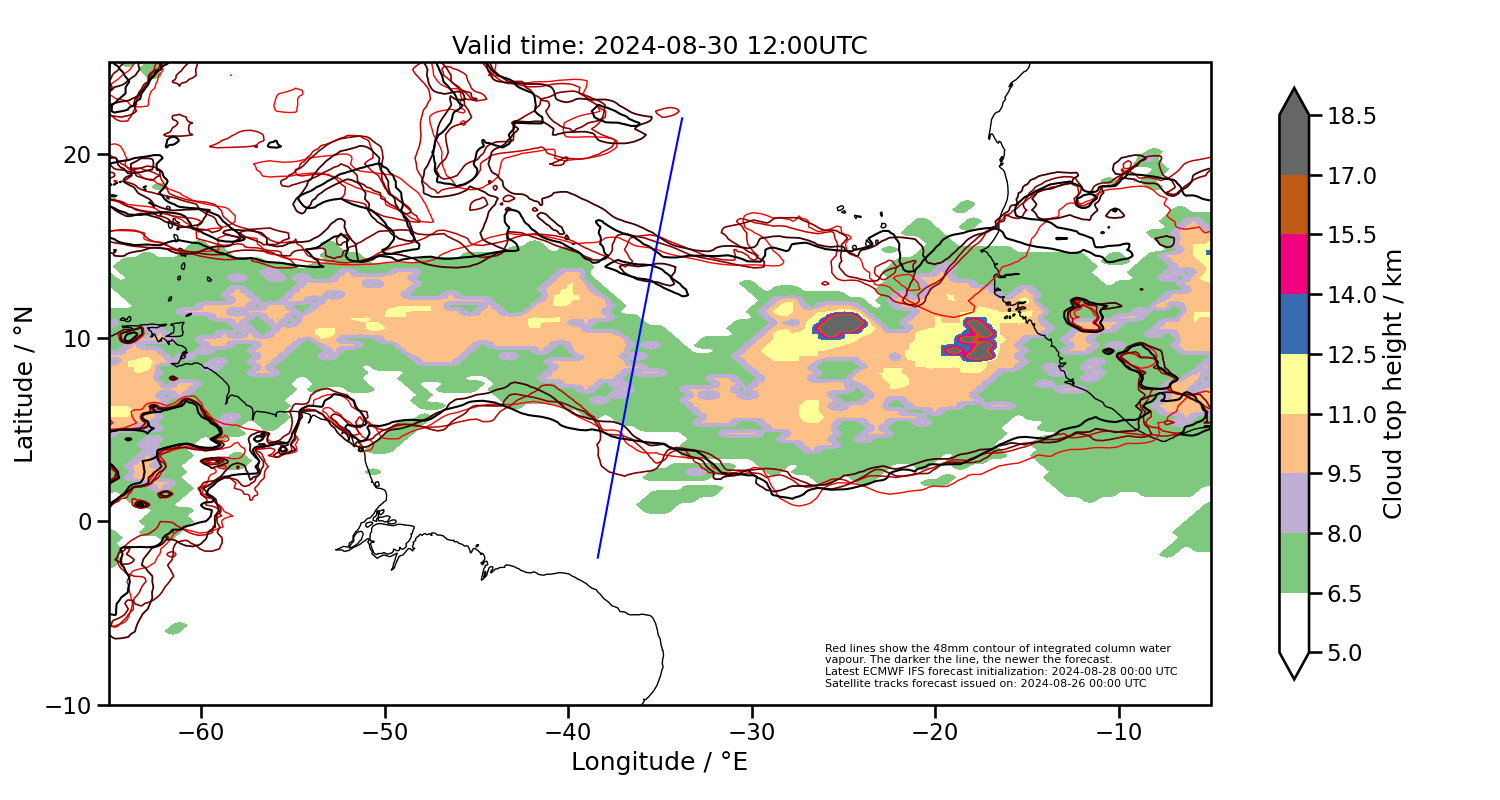 Valid time: 2024-08-30 12:00UTC
20
10
0
−10
Latitude / °N
−60
−50
−40
−30
−20
−10
Longitude / °E
Red lines show the 48mm contour of integrated column water
vapour. The darker the line, the newer the forecast.
Latest ECMWF IFS forecast initialization: 2024-08-28 00:00 UTC
Satellite tracks forecast issued on: 2024-08-26 00:00 UTC
18.5
17.0
15.5
14.0
12.5
11.0
9.5
8.0
6.5
5.0
Cloud top height / km